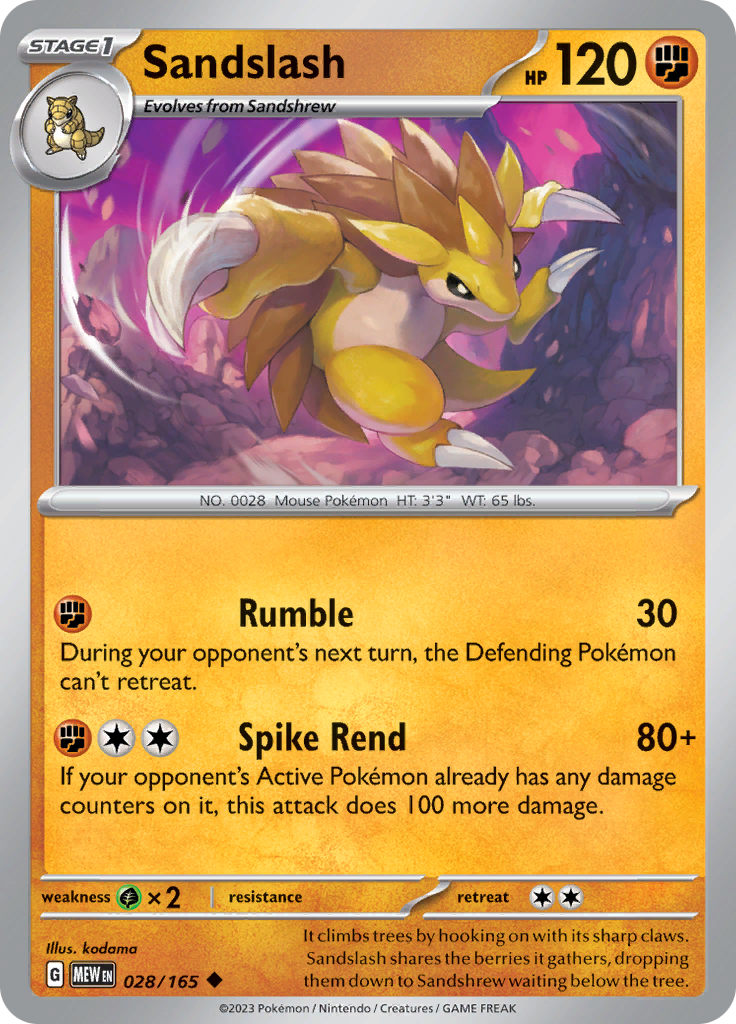 STAGE1
Sandslash
HP 120
Evolves from Sandshrew
NO. 0028 Mouse Pokémon HT: 3'3" WT: 65 lbs.
Rumble 30
During your opponent's next turn, the Defending Pokémon
can't retreat.
Spike Rend 80+
If your opponent's Active Pokémon already has any damage
counters on it, this attack does 100 more damage.
weakness ×2 resistance retreat
Illus. kodama
It climbs trees by hooking on with its sharp claws.
Sandslash shares the berries it gathers, dropping
them down to Sandshrew waiting below the tree.
G MEW EN 028/165
©2023 Pokémon / Nintendo / Creatures / GAME FREAK